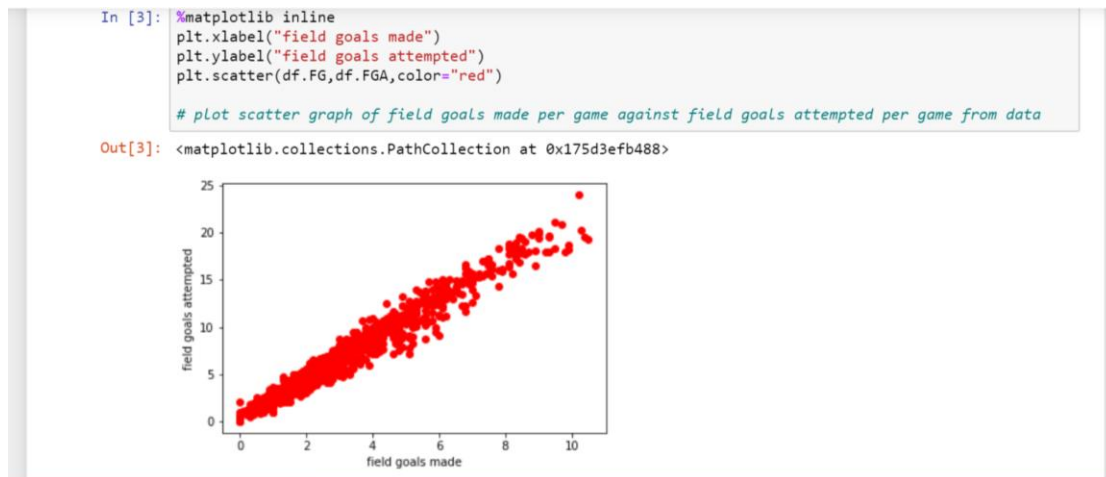 In [3]: %matplotlib inline
plt.xlabel("field goals made")
plt.ylabel("field goals attempted")
plt.scatter(df.FG,df.FGA,color="red")
# plot scatter graph of field goals made per game against field goals attempted per game from data
Out[3]: <matplotlib.collections.PathCollection at 0x175d3efb488>
25
20
15
10
5
0
field goals attempted
0 2 4 6 8 10
field goals made